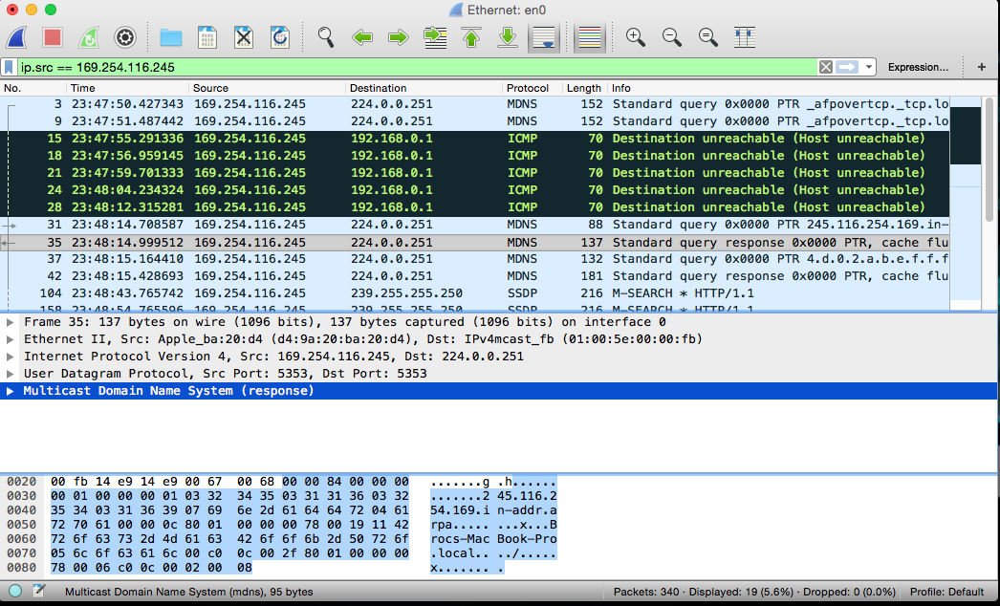 Ethernet: en0
ip.src == 169.254.116.245 Expression... +
No. Time Source Destination Protocol Length Info
3 23:47:50.427343 169.254.116.245 224.0.0.251 MDNS 152 Standard query 0x0000 PTR _afpovertcp._tcp.lo
9 23:47:51.487442 169.254.116.245 224.0.0.251 MDNS 152 Standard query 0x0000 PTR _afpovertcp._tcp.lo
15 23:47:55.291336 169.254.116.245 192.168.0.1 ICMP 70 Destination unreachable (Host unreachable)
18 23:47:56.959145 169.254.116.245 192.168.0.1 ICMP 70 Destination unreachable (Host unreachable)
21 23:47:59.701333 169.254.116.245 192.168.0.1 ICMP 70 Destination unreachable (Host unreachable)
24 23:48:04.234324 169.254.116.245 192.168.0.1 ICMP 70 Destination unreachable (Host unreachable)
28 23:48:12.315281 169.254.116.245 192.168.0.1 ICMP 70 Destination unreachable (Host unreachable)
31 23:48:14.708587 169.254.116.245 224.0.0.251 MDNS 88 Standard query 0x0000 PTR 245.116.254.169.in-
35 23:48:14.999512 169.254.116.245 224.0.0.251 MDNS 137 Standard query response 0x0000 PTR, cache flu
37 23:48:15.164410 169.254.116.245 224.0.0.251 MDNS 132 Standard query 0x0000 PTR 4.d.0.2.a.b.e.f.f.f
42 23:48:15.428693 169.254.116.245 224.0.0.251 MDNS 181 Standard query response 0x0000 PTR, cache flu
104 23:48:43.765742 169.254.116.245 239.255.255.250 SSDP 216 M-SEARCH * HTTP/1.1
158 23:48:54.765596 169.254.116.245 239.255.255.250 SSDP 216 M-SEARCH * HTTP/1.1
Frame 35: 137 bytes on wire (1096 bits), 137 bytes captured (1096 bits) on interface 0
Ethernet II, Src: Apple_ba:20:d4 (d4:9a:20:ba:20:d4), Dst: IPv4mcast_fb (01:00:5e:00:00:fb)
Internet Protocol Version 4, Src: 169.254.116.245, Dst: 224.0.0.251
User Datagram Protocol, Src Port: 5353, Dst Port: 5353
Multicast Domain Name System (response)
0020 00 fb 14 e9 14 e9 00 67 00 68 00 00 84 00 00 00 .......g .h......
0030 00 01 00 00 00 01 03 32 34 35 03 31 31 36 03 32 .......2 45.116.2
0040 35 34 03 31 36 39 07 69 6e 2d 61 64 64 72 04 61 54.169.i n-addr.a
0050 72 70 61 00 00 0c 80 01 00 00 00 78 00 19 11 42 rpa..... ...x...B
0060 72 6f 63 73 2d 4d 61 63 42 6f 6f 6b 2d 50 72 6f rocs-Mac Book-Pro
0070 05 6c 6f 63 61 6c 00 c0 0c 00 2f 80 01 00 00 00 .local.. ../.....
0080 78 00 06 c0 0c 00 02 00 08 x....... .
Multicast Domain Name System (mdns), 95 bytes Packets: 340 · Displayed: 19 (5.6%) · Dropped: 0 (0.0%) Profile: Default